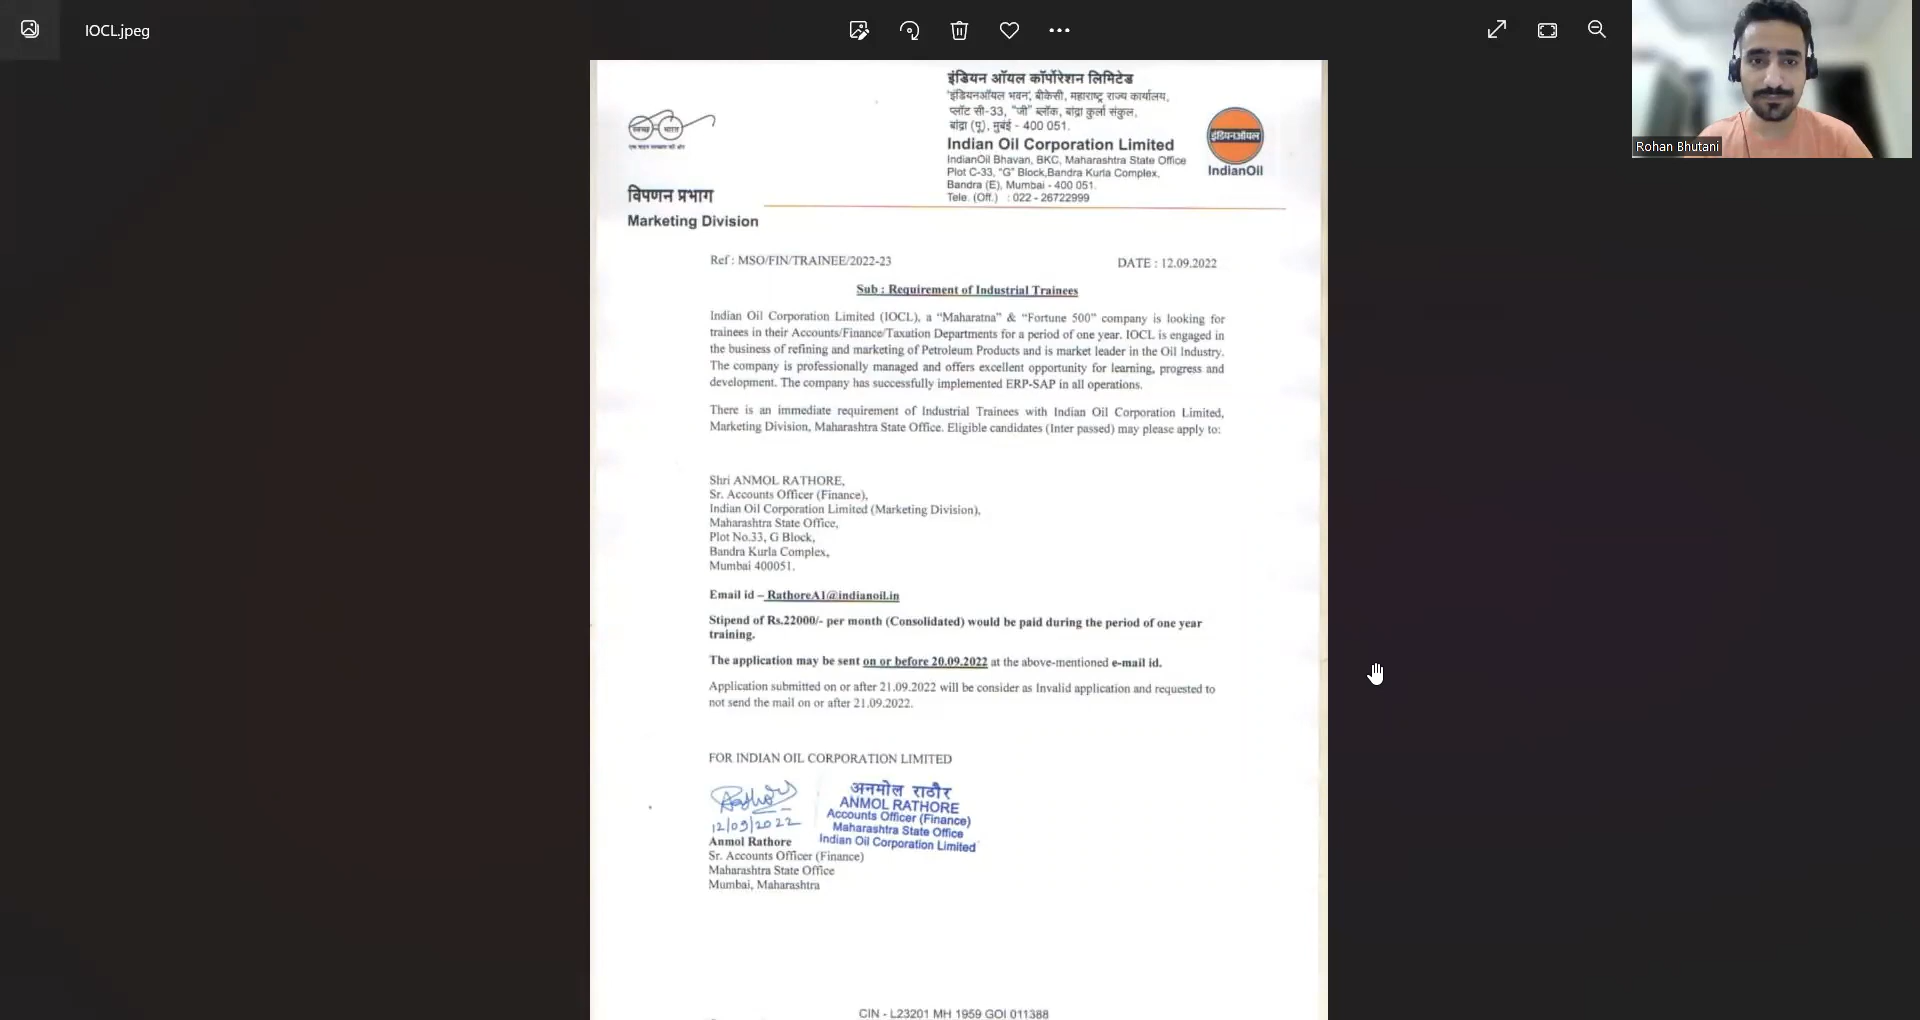 IOCL.jpeg
Rohan Bhutani
इंडियन ऑयल कॉर्पोरेशन लिमिटेड
'इंडियनऑयल भवन', बीकेसी, महाराष्ट्र राज्य कार्यालय,
प्लॉट सी-33, "जी" ब्लॉक, बांद्रा कुर्ला संकुल,
बांद्रा (पू), मुंबई - 400 051.
Indian Oil Corporation Limited
IndianOil Bhavan, BKC, Maharashtra State Office
Plot C-33, "G" Block,Bandra Kurla Complex,
Bandra (E), Mumbai - 400 051.
Tele. (Off.) : 022 - 26722999
स्वच्छ भारत
इंडियनऑयल
IndianOil
विपणन प्रभाग
Marketing Division
Ref : MSO/FIN/TRAINEE/2022-23
DATE : 12.09.2022
Sub : Requirement of Industrial Trainees
Indian Oil Corporation Limited (IOCL), a "Maharatna" & "Fortune 500" company is looking for
trainees in their Accounts/Finance/Taxation Departments for a period of one year. IOCL is engaged in
the business of refining and marketing of Petroleum Products and is market leader in the Oil Industry.
The company is professionally managed and offers excellent opportunity for learning, progress and
development. The company has successfully implemented ERP-SAP in all operations.
There is an immediate requirement of Industrial Trainees with Indian Oil Corporation Limited,
Marketing Division, Maharashtra State Office. Eligible candidates (Inter passed) may please apply to:
Shri ANMOL RATHORE,
Sr. Accounts Officer (Finance),
Indian Oil Corporation Limited (Marketing Division),
Maharashtra State Office,
Plot No.33, G Block,
Bandra Kurla Complex,
Mumbai 400051.
Email id – RathoreA1@indianoil.in
Stipend of Rs.22000/- per month (Consolidated) would be paid during the period of one year
training.
The application may be sent on or before 20.09.2022 at the above-mentioned e-mail id.
Application submitted on or after 21.09.2022 will be consider as Invalid application and requested to
not send the mail on or after 21.09.2022.
FOR INDIAN OIL CORPORATION LIMITED
12/09/2022
अनमोल राठौर
ANMOL RATHORE
Accounts Officer (Finance)
Maharashtra State Office
Indian Oil Corporation Limited
Anmol Rathore
Sr. Accounts Officer (Finance)
Maharashtra State Office
Mumbai, Maharashtra
CIN - L23201 MH 1959 GOI 011388